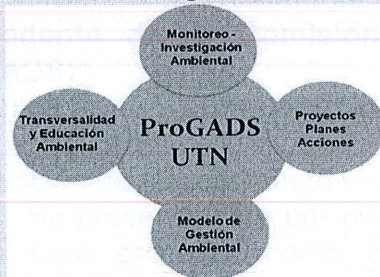 Monitoreo -
Investigación
Ambiental
Transversalidad
y Educación
Ambiental
ProGADS
UTN
Proyectos
Planes
Acciones
Modelo de
Gestión
Ambiental